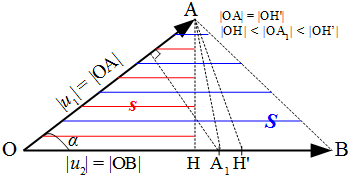 A
|OA| = |OH'|
|OH| < |OA₁| < |OH'|
|u₁| = |OA|
s
S
α
O
H
A₁
H'
B
|u₂| = |OB|